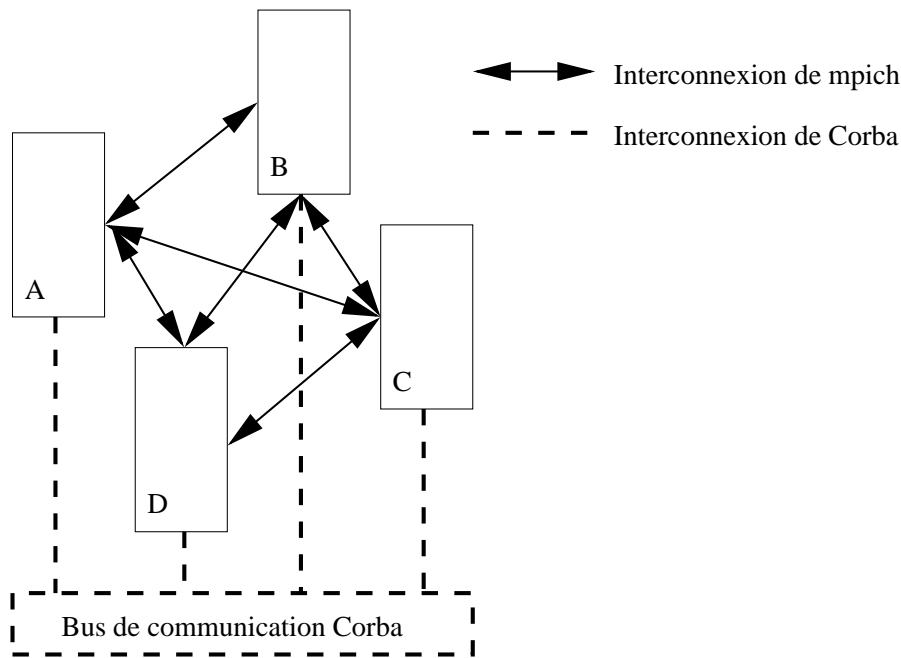 Interconnexion de mpich
Interconnexion de Corba
B
A
C
D
Bus de communication Corba